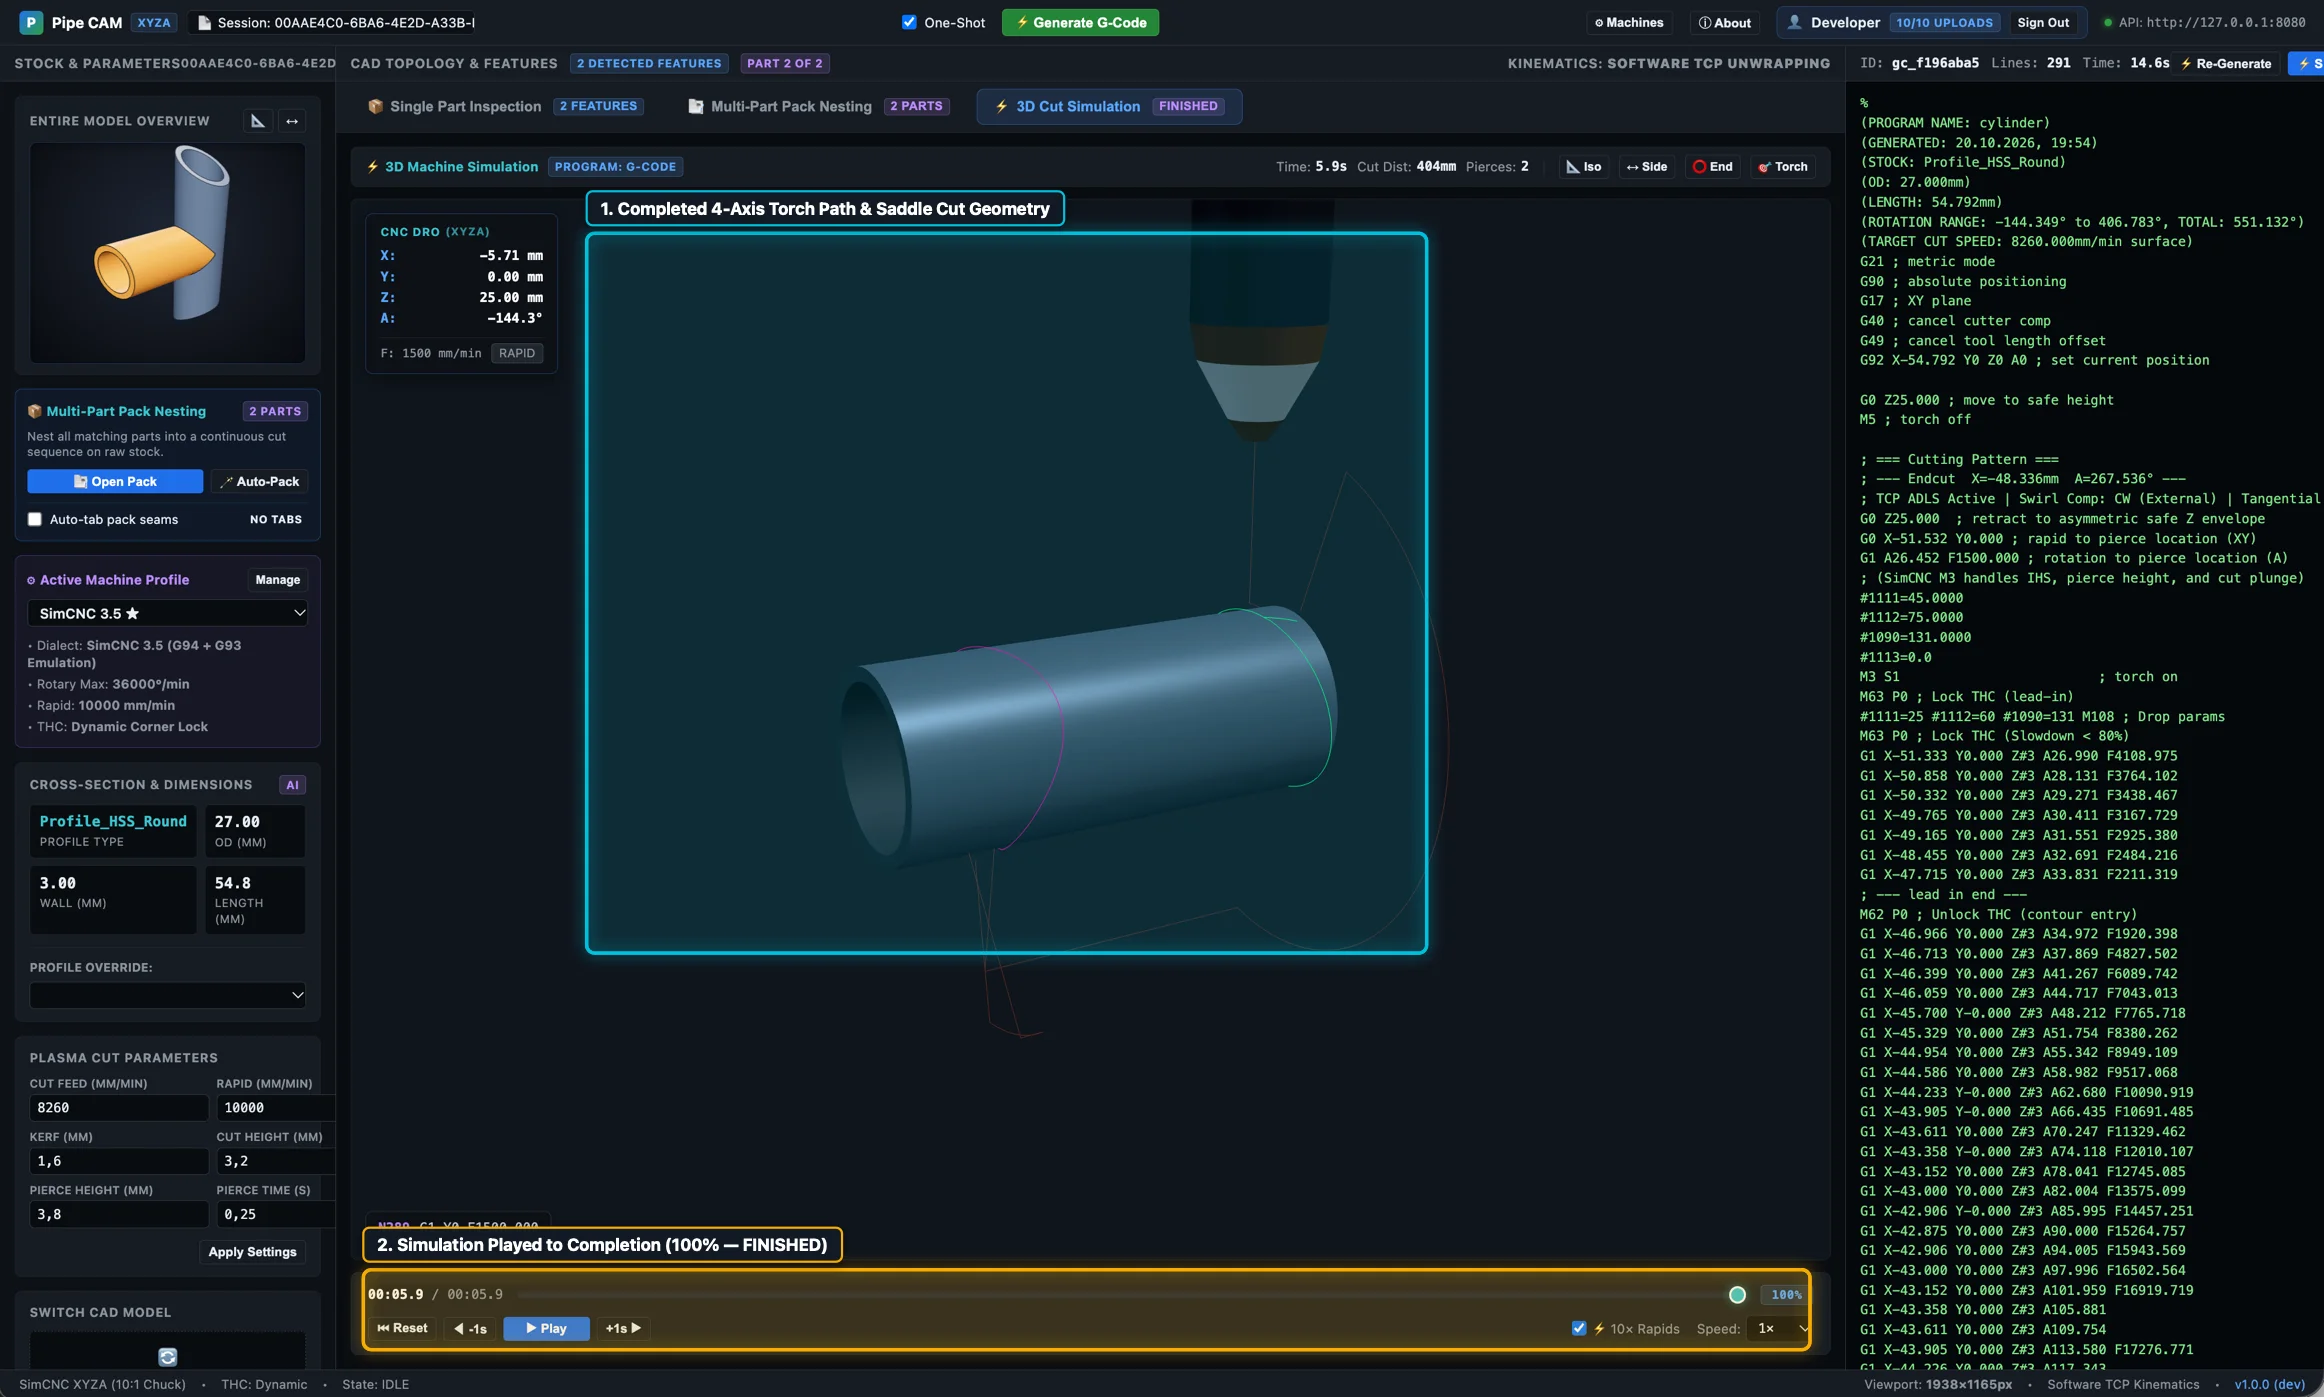 P Pipe CAM XYZA Session: 00AAE4C0-6BA6-4E2D-A33B-
One-Shot ⚡ Generate G-Code
Machines About Developer 10/10 UPLOADS Sign Out API: http://127.0.0.1:8080
STOCK & PARAMETERS00AAE4C0-6BA6-4E2D
CAD TOPOLOGY & FEATURES 2 DETECTED FEATURES PART 2 OF 2 KINEMATICS: SOFTWARE TCP UNWRAPPING
ID: gc_f196aba5 Lines: 291 Time: 14.6s ⚡ Re-Generate ⚡ S
Single Part Inspection 2 FEATURES Multi-Part Pack Nesting 2 PARTS ⚡ 3D Cut Simulation FINISHED
ENTIRE MODEL OVERVIEW
Multi-Part Pack Nesting 2 PARTS
Nest all matching parts into a continuous cut
sequence on raw stock.
Open Pack Auto-Pack
Auto-tab pack seams NO TABS
Active Machine Profile Manage
SimCNC 3.5 ★
• Dialect: SimCNC 3.5 (G94 + G93
Emulation)
• Rotary Max: 36000°/min
• Rapid: 10000 mm/min
• THC: Dynamic Corner Lock
CROSS-SECTION & DIMENSIONS AI
Profile_HSS_Round
PROFILE TYPE
27.00
OD (MM)
3.00
WALL (MM)
54.8
LENGTH
(MM)
PROFILE OVERRIDE:
PLASMA CUT PARAMETERS
CUT FEED (MM/MIN) RAPID (MM/MIN)
8260 10000
KERF (MM) CUT HEIGHT (MM)
1,6 3,2
PIERCE HEIGHT (MM) PIERCE TIME (S)
3,8 0,25
Apply Settings
SWITCH CAD MODEL
⚡ 3D Machine Simulation PROGRAM: G-CODE Time: 5.9s Cut Dist: 404mm Pierces: 2 Iso ↔ Side End Torch
1. Completed 4-Axis Torch Path & Saddle Cut Geometry
CNC DRO (XYZA)
X: -5.71 mm
Y: 0.00 mm
Z: 25.00 mm
A: -144.3°
F: 1500 mm/min RAPID
N289 G1 Y0 F1500.000
2. Simulation Played to Completion (100% — FINISHED)
00:05.9 / 00:05.9 100%
⏮ Reset ◀ -1s ▶ Play +1s ▶ ⚡ 10× Rapids Speed: 1×
%
(PROGRAM NAME: cylinder)
(GENERATED: 20.10.2026, 19:54)
(STOCK: Profile_HSS_Round)
(OD: 27.000mm)
(LENGTH: 54.792mm)
(ROTATION RANGE: -144.349° to 406.783°, TOTAL: 551.132°)
(TARGET CUT SPEED: 8260.000mm/min surface)
G21 ; metric mode
G90 ; absolute positioning
G17 ; XY plane
G40 ; cancel cutter comp
G49 ; cancel tool length offset
G92 X-54.792 Y0 Z0 A0 ; set current position
G0 Z25.000 ; move to safe height
M5 ; torch off
; === Cutting Pattern ===
; --- Endcut X=-48.336mm A=267.536° ---
; TCP ADLS Active | Swirl Comp: CW (External) | Tangential
G0 Z25.000 ; retract to asymmetric safe Z envelope
G0 X-51.532 Y0.000 ; rapid to pierce location (XY)
G1 A26.452 F1500.000 ; rotation to pierce location (A)
; (SimCNC M3 handles IHS, pierce height, and cut plunge)
#1111=45.0000
#1112=75.0000
#1090=131.0000
#1113=0.0
M3 S1 ; torch on
M63 P0 ; Lock THC (lead-in)
#1111=25 #1112=60 #1090=131 M108 ; Drop params
M63 P0 ; Lock THC (Slowdown < 80%)
G1 X-51.333 Y0.000 Z#3 A26.990 F4108.975
G1 X-50.858 Y0.000 Z#3 A28.131 F3764.102
G1 X-50.332 Y0.000 Z#3 A29.271 F3438.467
G1 X-49.765 Y0.000 Z#3 A30.411 F3167.729
G1 X-49.165 Y0.000 Z#3 A31.551 F2925.380
G1 X-48.455 Y0.000 Z#3 A32.691 F2484.216
G1 X-47.715 Y0.000 Z#3 A33.831 F2211.319
; --- lead in end ---
M62 P0 ; Unlock THC (contour entry)
G1 X-46.966 Y0.000 Z#3 A34.972 F1920.398
G1 X-46.713 Y0.000 Z#3 A37.869 F4827.502
G1 X-46.399 Y0.000 Z#3 A41.267 F6089.742
G1 X-46.059 Y0.000 Z#3 A44.717 F7043.013
G1 X-45.700 Y-0.000 Z#3 A48.212 F7765.718
G1 X-45.329 Y0.000 Z#3 A51.754 F8380.262
G1 X-44.954 Y0.000 Z#3 A55.342 F8949.109
G1 X-44.586 Y0.000 Z#3 A58.982 F9517.068
G1 X-44.233 Y-0.000 Z#3 A62.680 F10090.919
G1 X-43.905 Y-0.000 Z#3 A66.435 F10691.485
G1 X-43.611 Y0.000 Z#3 A70.247 F11329.462
G1 X-43.358 Y-0.000 Z#3 A74.118 F12010.107
G1 X-43.152 Y0.000 Z#3 A78.041 F12745.085
G1 X-43.000 Y0.000 Z#3 A82.004 F13575.099
G1 X-42.906 Y-0.000 Z#3 A85.995 F14457.251
G1 X-42.875 Y0.000 Z#3 A90.000 F15264.757
G1 X-42.906 Y0.000 Z#3 A94.005 F15943.569
G1 X-43.000 Y0.000 Z#3 A97.996 F16502.564
G1 X-43.152 Y0.000 Z#3 A101.959 F16919.719
G1 X-43.358 Y0.000 Z#3 A105.881
G1 X-43.611 Y0.000 Z#3 A109.754
G1 X-43.905 Y0.000 Z#3 A113.580 F17276.771
G1 X-44.226 Y0.000 Z#3 A117.343
SimCNC XYZA (10:1 Chuck) • THC: Dynamic • State: IDLE
Viewport: 1938×1165px • Software TCP Kinematics • v1.0.0 (dev)